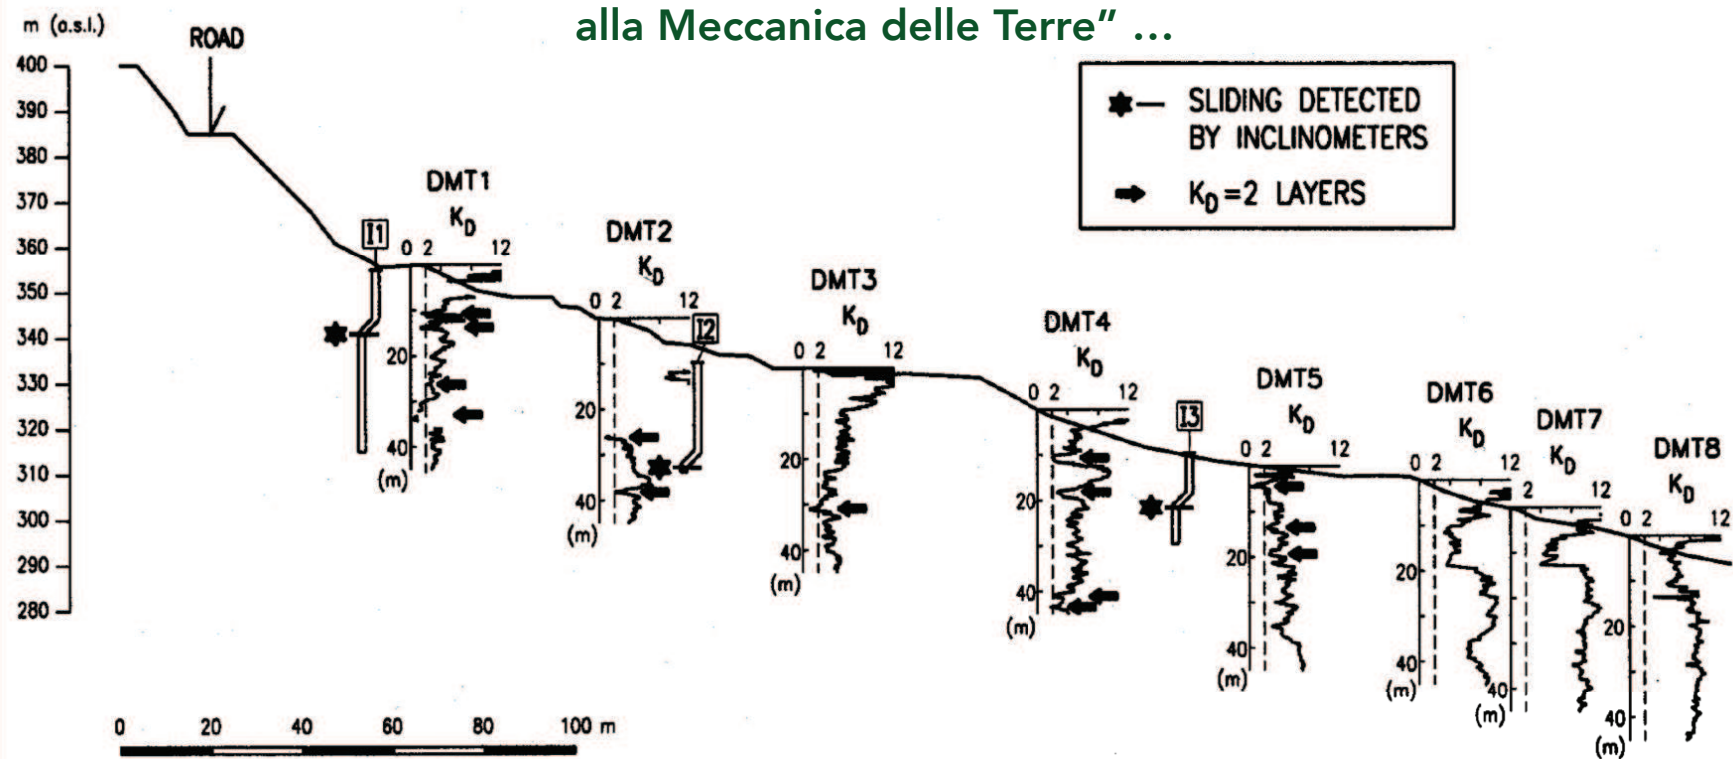 alla Meccanica delle Terre” ...
m (a.s.l.)
ROAD
400
390
380
370
360
350
340
330
320
310
300
290
280
SLIDING DETECTED
BY INCLINOMETERS
K_D=2 LAYERS
I1
DMT1
K_D
0 2 12
20
40
(m)
DMT2
K_D
0 2 12
I2
20
40
(m)
DMT3
K_D
0 2 12
20
40
(m)
DMT4
K_D
0 2 12
20
40
(m)
I3
DMT5
K_D
0 2 12
20
40
(m)
DMT6
K_D
0 2 12
20
40
(m)
DMT7
K_D
2 12
40
(m)
DMT8
K_D
0 2 12
20
40
(m)
0 20 40 60 80 100 m